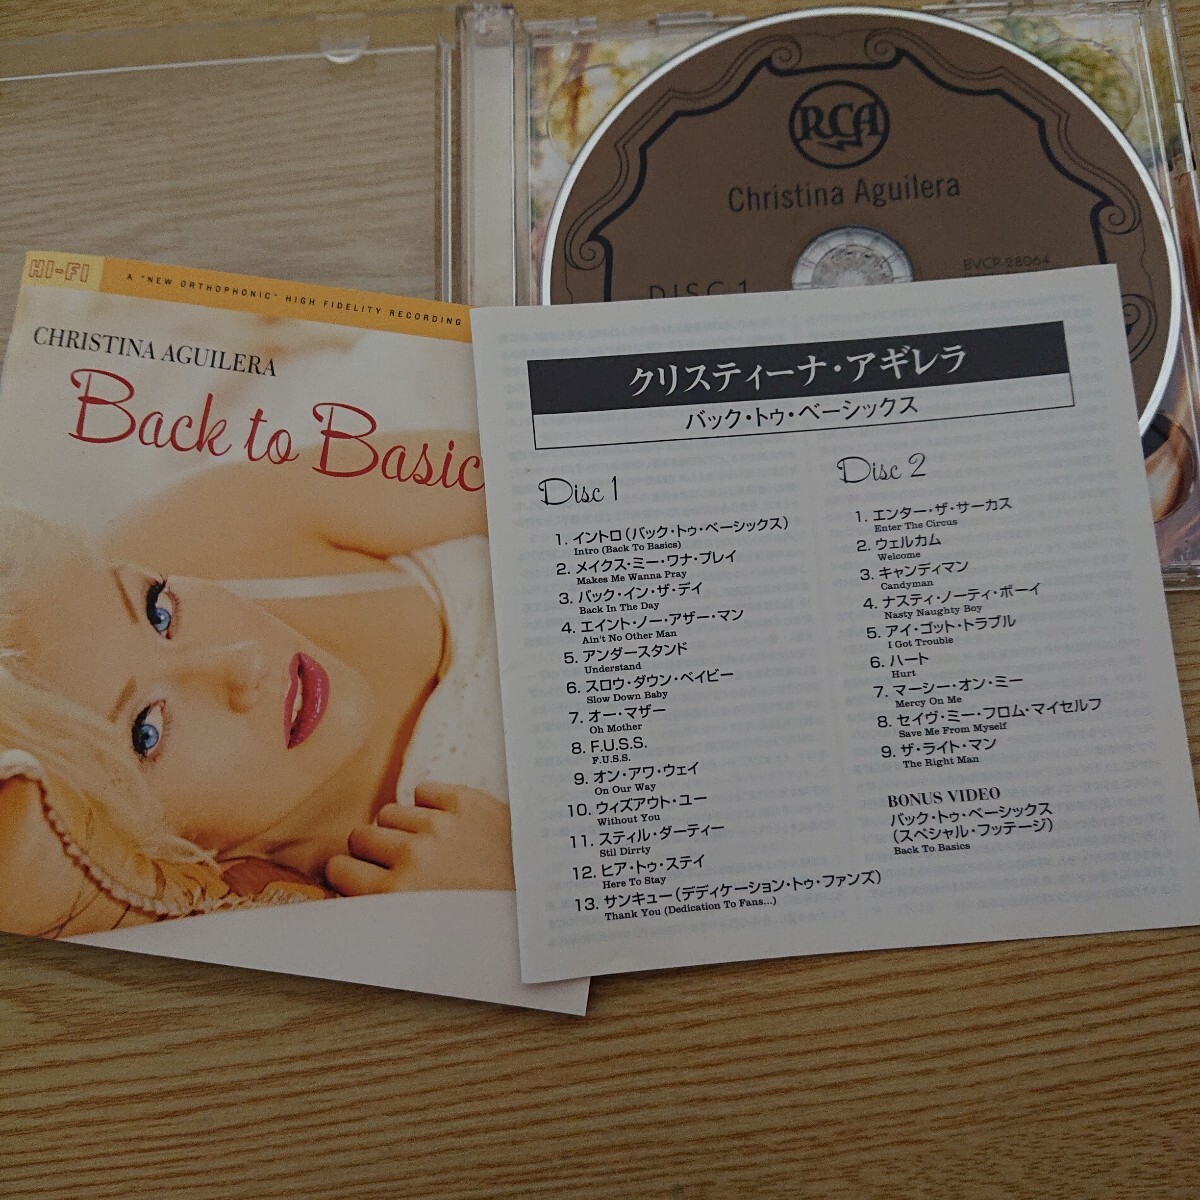 HI-FI
A "NEW ORTHOPHONIC" HIGH FIDELITY RECORDING
CHRISTINA AGUILERA
Back to Basic
RCA
Christina Aguilera
DISC 1
BVCP-28064
クリスティーナ・アギレラ
バック・トゥ・ベーシックス
Disc 1
1. イントロ(バック・トゥ・ベーシックス)
Intro (Back To Basics)
2. メイクス・ミー・ワナ・プレイ
Makes Me Wanna Pray
3. バック・イン・ザ・デイ
Back In The Day
4. エイント・ノー・アザー・マン
Ain't No Other Man
5. アンダースタンド
Understand
6. スロウ・ダウン・ベイビー
Slow Down Baby
7. オー・マザー
Oh Mother
8. F.U.S.S.
F.U.S.S.
9. オン・アワ・ウェイ
On Our Way
10. ウィズアウト・ユー
Without You
11. スティル・ダーティー
Still Dirrty
12. ヒア・トゥ・ステイ
Here To Stay
13. サンキュー(デディケーション・トゥ・ファンズ)
Thank You (Dedication To Fans...)
Disc 2
1. エンター・ザ・サーカス
Enter The Circus
2. ウェルカム
Welcome
3. キャンディマン
Candyman
4. ナスティ・ノーティ・ボーイ
Nasty Naughty Boy
5. アイ・ゴット・トラブル
I Got Trouble
6. ハート
Hurt
7. マーシー・オン・ミー
Mercy On Me
8. セイヴ・ミー・フロム・マイセルフ
Save Me From Myself
9. ザ・ライト・マン
The Right Man
BONUS VIDEO
バック・トゥ・ベーシックス
(スペシャル・フッテージ)
Back To Basics